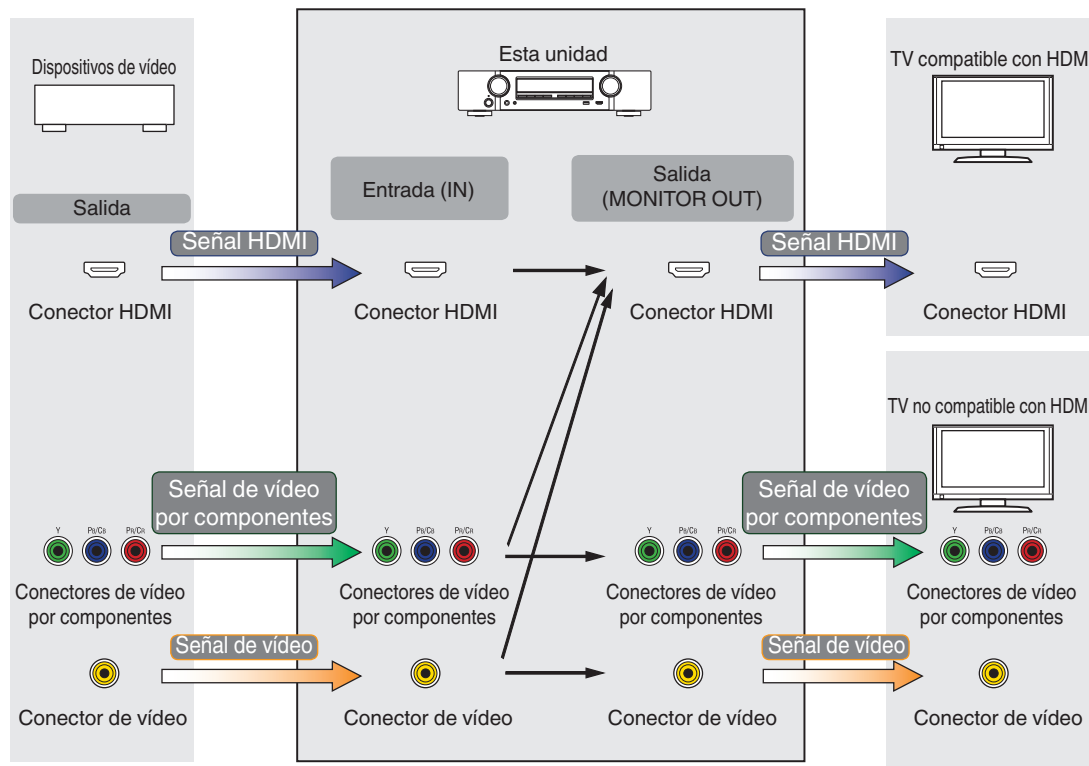 Dispositivos de vídeo
Esta unidad
TV compatible con HDM
Salida
Entrada (IN)
Salida
(MONITOR OUT)
Señal HDMI
Señal HDMI
Conector HDMI
Conector HDMI
Conector HDMI
Conector HDMI
TV no compatible con HDM
Señal de vídeo
por componentes
Señal de vídeo
por componentes
Y PB/CB PR/CR
Y PB/CB PR/CR
Y PB/CB PR/CR
Y PB/CB PR/CR
Conectores de vídeo
por componentes
Conectores de vídeo
por componentes
Conectores de vídeo
por componentes
Conectores de vídeo
por componentes
Señal de vídeo
Señal de vídeo
Conector de vídeo
Conector de vídeo
Conector de vídeo
Conector de vídeo